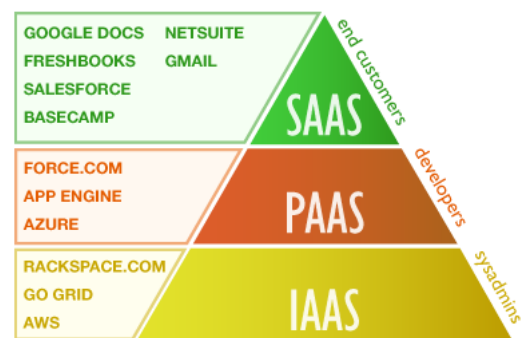 GOOGLE DOCS NETSUITE
FRESHBOOKS GMAIL
SALESFORCE
BASECAMP
SAAS
end customers
FORCE.COM
APP ENGINE
AZURE
PAAS
developers
RACKSPACE.COM
GO GRID
AWS
IAAS
sysadmins